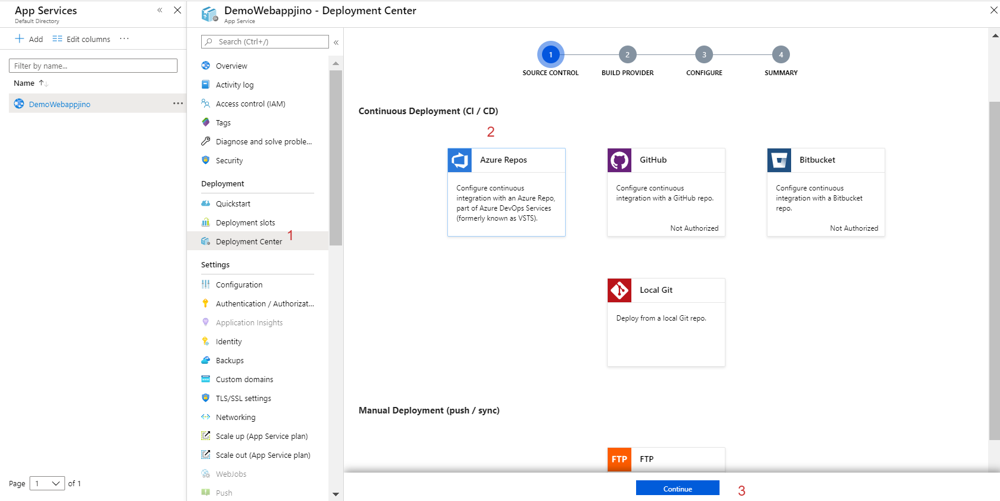 App Services
Default Directory
Add
Edit columns
Filter by name...
Name
DemoWebappjino
Page 1 of 1
DemoWebappjino - Deployment Center
App Service
Search (Ctrl+/)
Overview
Activity log
Access control (IAM)
Tags
Diagnose and solve proble...
Security
Deployment
Quickstart
Deployment slots
Deployment Center
1
Settings
Configuration
Authentication / Authorizat...
Application Insights
Identity
Backups
Custom domains
TLS/SSL settings
Networking
Scale up (App Service plan)
Scale out (App Service plan)
WebJobs
Push
1
SOURCE CONTROL
2
BUILD PROVIDER
3
CONFIGURE
4
SUMMARY
Continuous Deployment (CI / CD)
2
Azure Repos
Configure continuous
integration with an Azure Repo,
part of Azure DevOps Services
(formerly known as VSTS).
GitHub
Configure continuous
integration with a GitHub repo.
Not Authorized
Bitbucket
Configure continuous
integration with a Bitbucket
repo.
Not Authorized
Local Git
Deploy from a local Git repo.
Manual Deployment (push / sync)
FTP
FTP
Continue
3